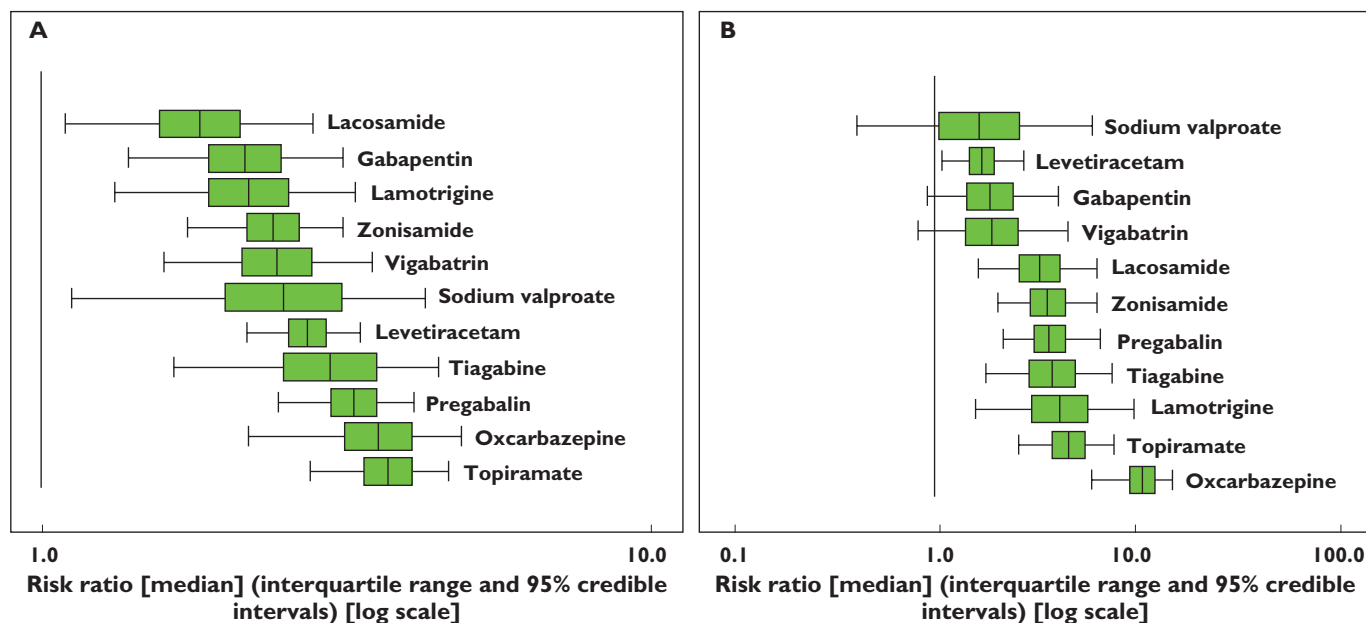 A
Lacosamide
Gabapentin
Lamotrigine
Zonisamide
Vigabatrin
Sodium valproate
Levetiracetam
Tiagabine
Pregabalin
Oxcarbazepine
Topiramate
1.0 10.0
Risk ratio [median] (interquartile range and 95% credible
intervals) [log scale]
B
Sodium valproate
Levetiracetam
Gabapentin
Vigabatrin
Lacosamide
Zonisamide
Pregabalin
Tiagabine
Lamotrigine
Topiramate
Oxcarbazepine
0.1 1.0 10.0 100.0
Risk ratio [median] (interquartile range and 95% credible
intervals) [log scale]